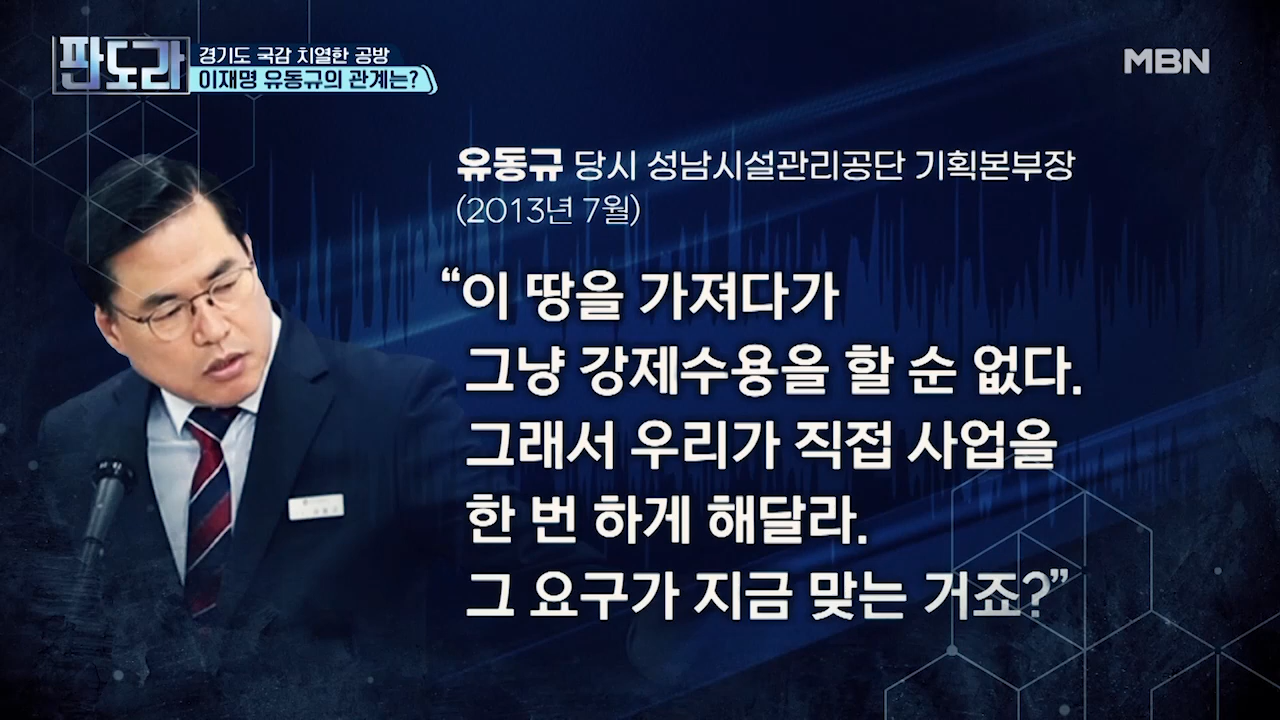 판도라
경기도 국감 치열한 공방
이재명 유동규의 관계는?
MBN
유동규 당시 성남시설관리공단 기획본부장
(2013년 7월)
“이 땅을 가져다가
그냥 강제수용을 할 순 없다.
그래서 우리가 직접 사업을
한 번 하게 해달라.
그 요구가 지금 맞는 거죠?”